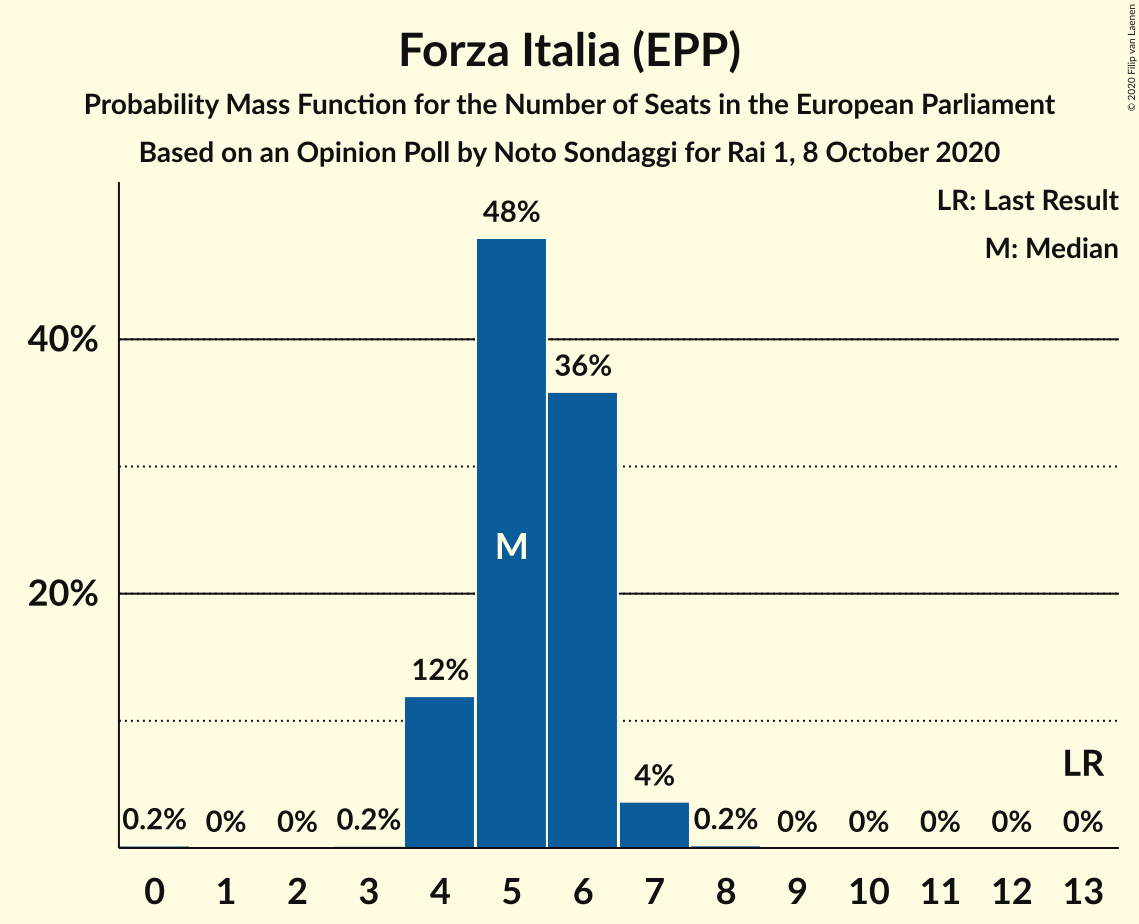 Forza Italia (EPP)
Probability Mass Function for the Number of Seats in the European Parliament
Based on an Opinion Poll by Noto Sondaggi for Rai 1, 8 October 2020
© 2020 Filip van Laenen
LR: Last Result
M: Median
48%
40%
36%
M
20%
12%
LR
4%
0.2% 0% 0% 0.2% 0.2% 0% 0% 0% 0% 0%
0 1 2 3 4 5 6 7 8 9 10 11 12 13